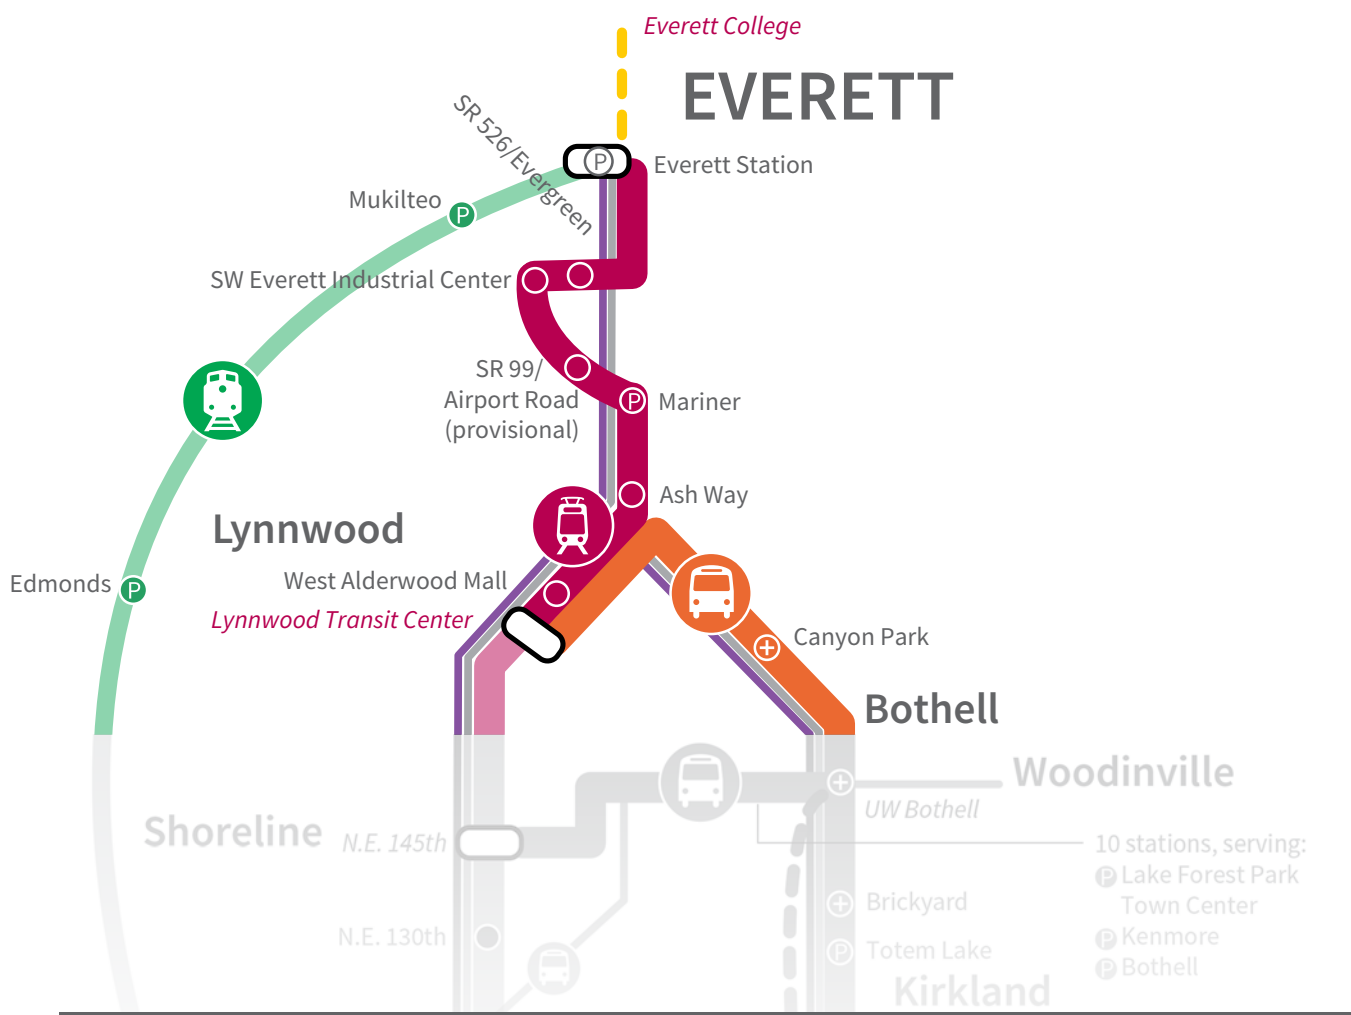 Everett College
EVERETT
SR 526/Evergreen
P
Everett Station
Mukilteo
P
SW Everett Industrial Center
SR 99/
Airport Road
(provisional)
P
Mariner
Ash Way
Lynnwood
Edmonds
P
West Alderwood Mall
Lynnwood Transit Center
Canyon Park
Bothell
Woodinville
UW Bothell
Shoreline
N.E. 145th
10 stations, serving:
P Lake Forest Park
Town Center
P Kenmore
P Bothell
Brickyard
N.E. 130th
P
Totem Lake
Kirkland